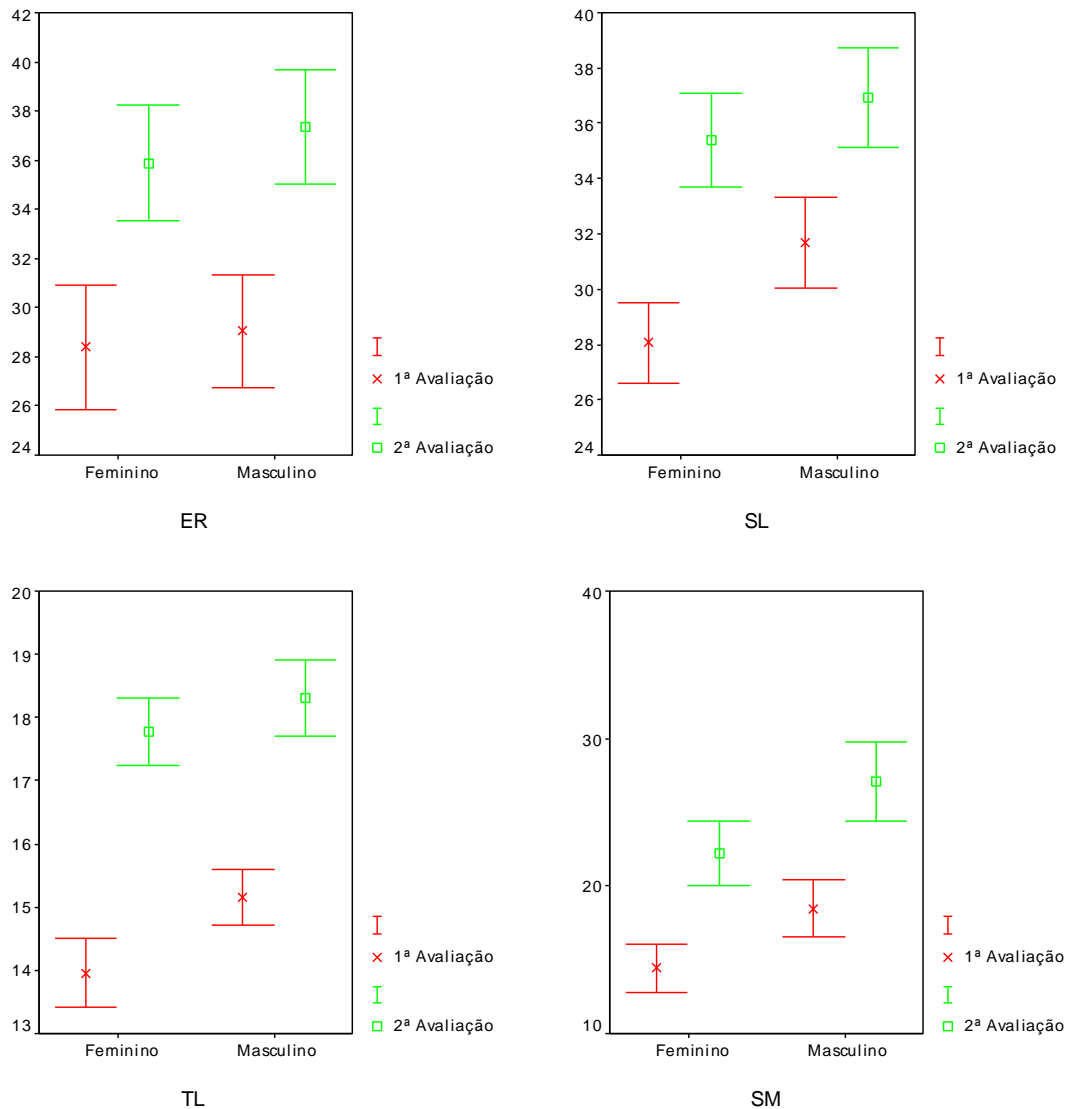 42
40
38
36
34
32
30
28
26
24
Feminino Masculino
1ª Avaliação
2ª Avaliação
ER
40
38
36
34
32
30
28
26
24
Feminino Masculino
1ª Avaliação
2ª Avaliação
SL
20
19
18
17
16
15
14
13
Feminino Masculino
1ª Avaliação
2ª Avaliação
TL
40
30
20
10
Feminino Masculino
1ª Avaliação
2ª Avaliação
SM